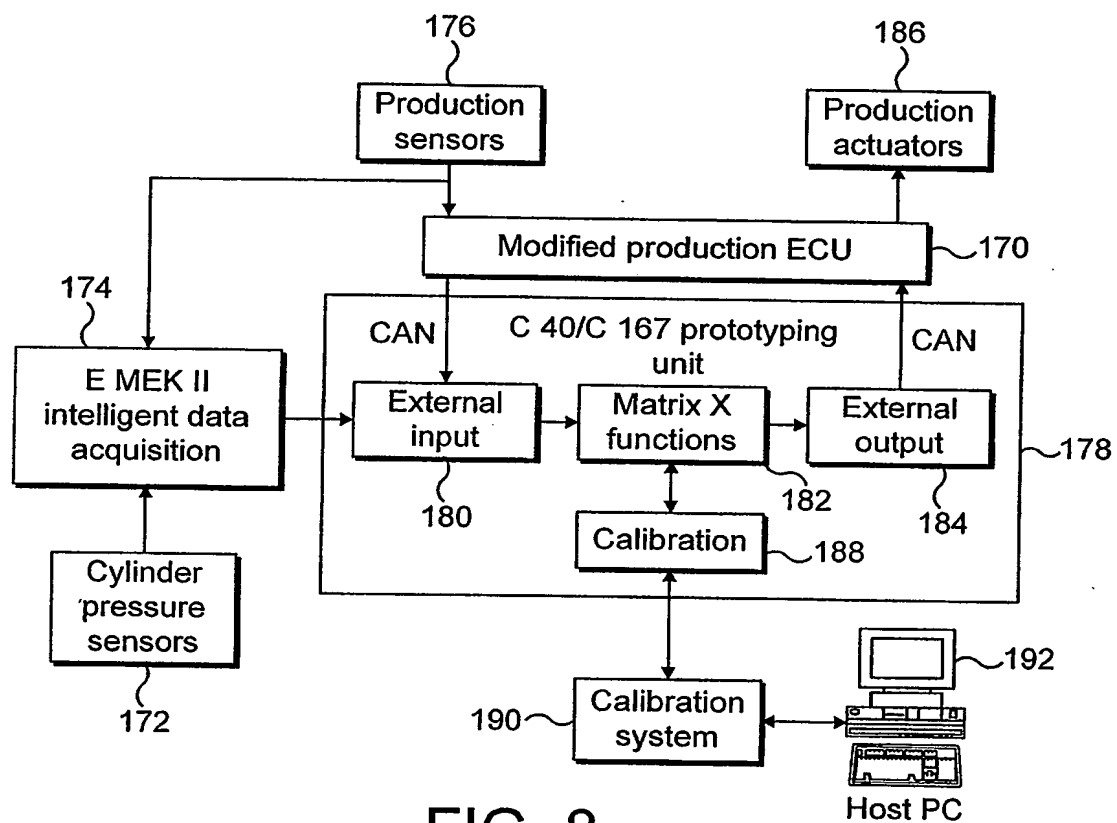 176
Production
sensors
186
Production
actuators
Modified production ECU
170
174
E MEK II
intelligent data
acquisition
CAN
C 40/C 167 prototyping
unit
CAN
External
input
180
Matrix X
functions
182
External
output
184
178
Calibration
188
Cylinder
pressure
sensors
172
190
Calibration
system
192
Host PC
FIG. 8